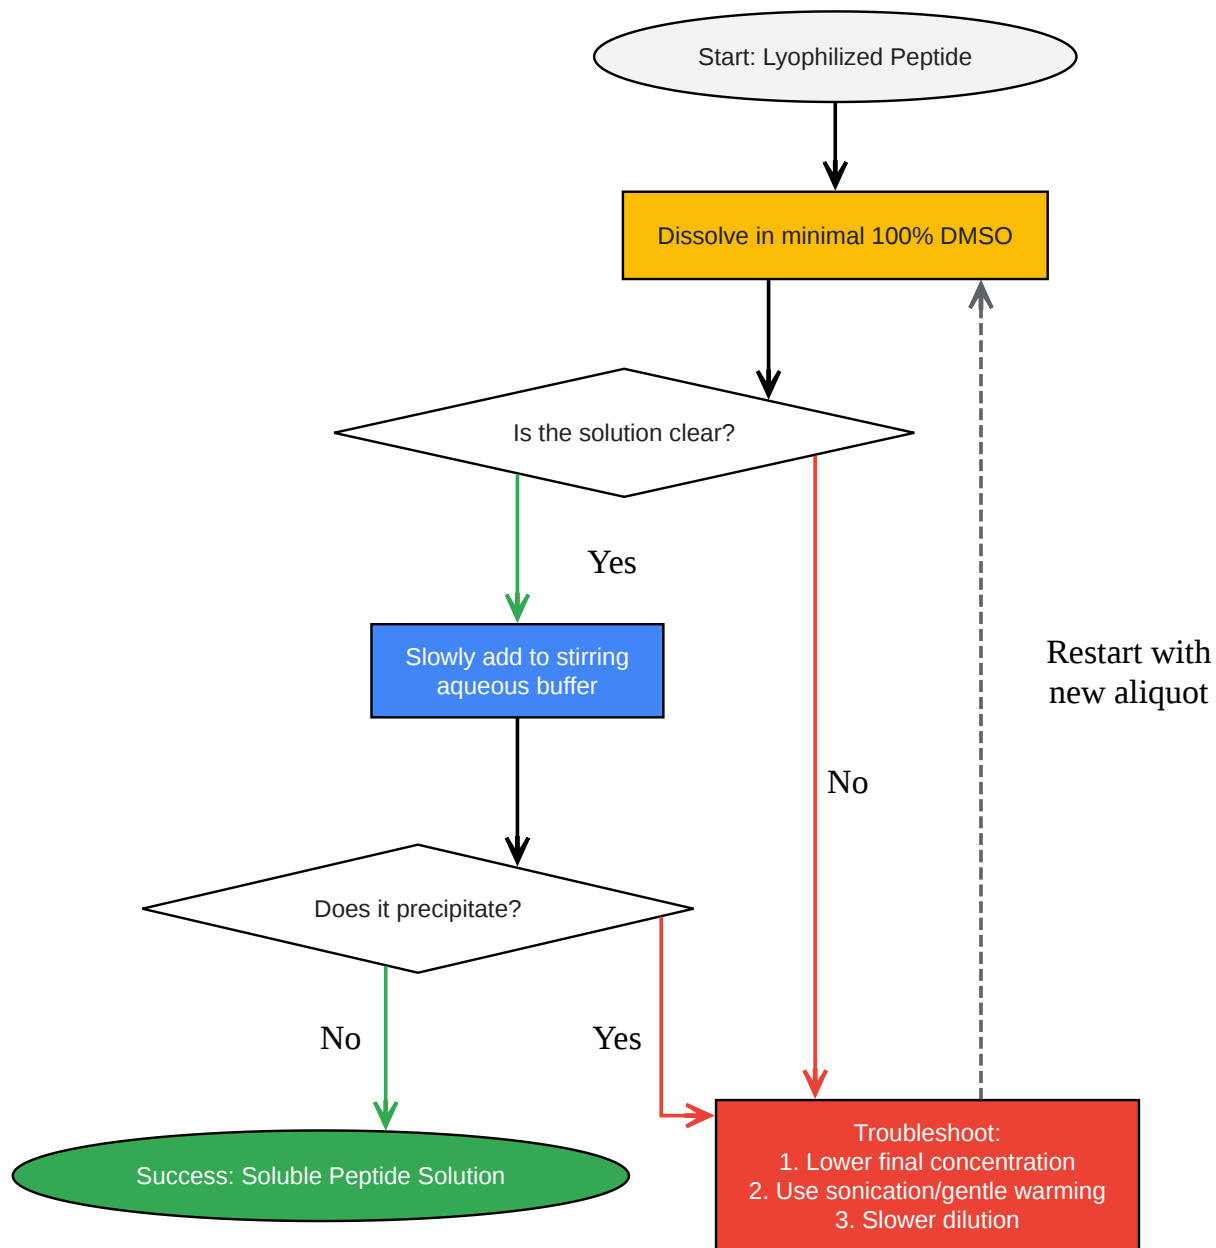 Start: Lyophilized Peptide
Dissolve in minimal 100% DMSO
Is the solution clear?
Yes
Slowly add to stirring
aqueous buffer
Restart with
new aliquot
No
Does it precipitate?
No
Yes
Success: Soluble Peptide Solution
Troubleshoot:
1. Lower final concentration
2. Use sonication/gentle warming
3. Slower dilution